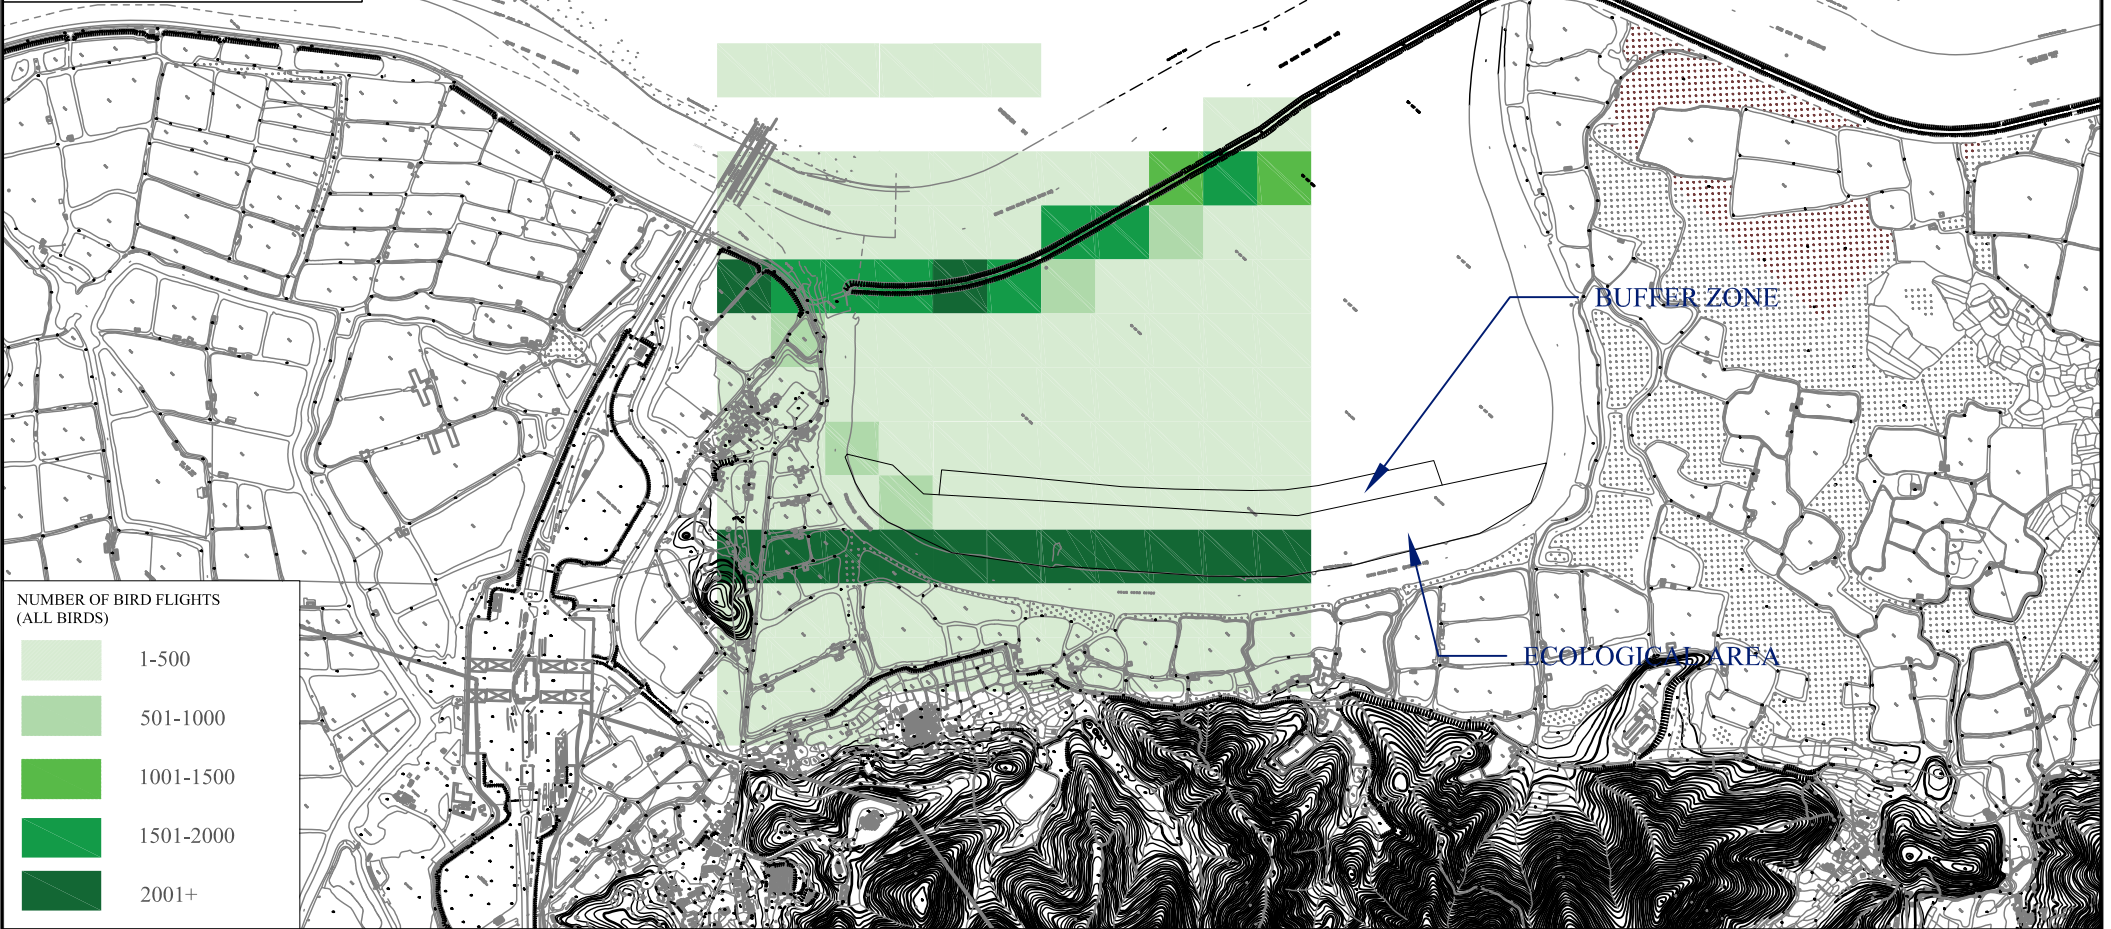 BUFFER ZONE
ECOLOGICAL AREA
NUMBER OF BIRD FLIGHTS
(ALL BIRDS)
1-500
501-1000
1001-1500
1501-2000
2001+